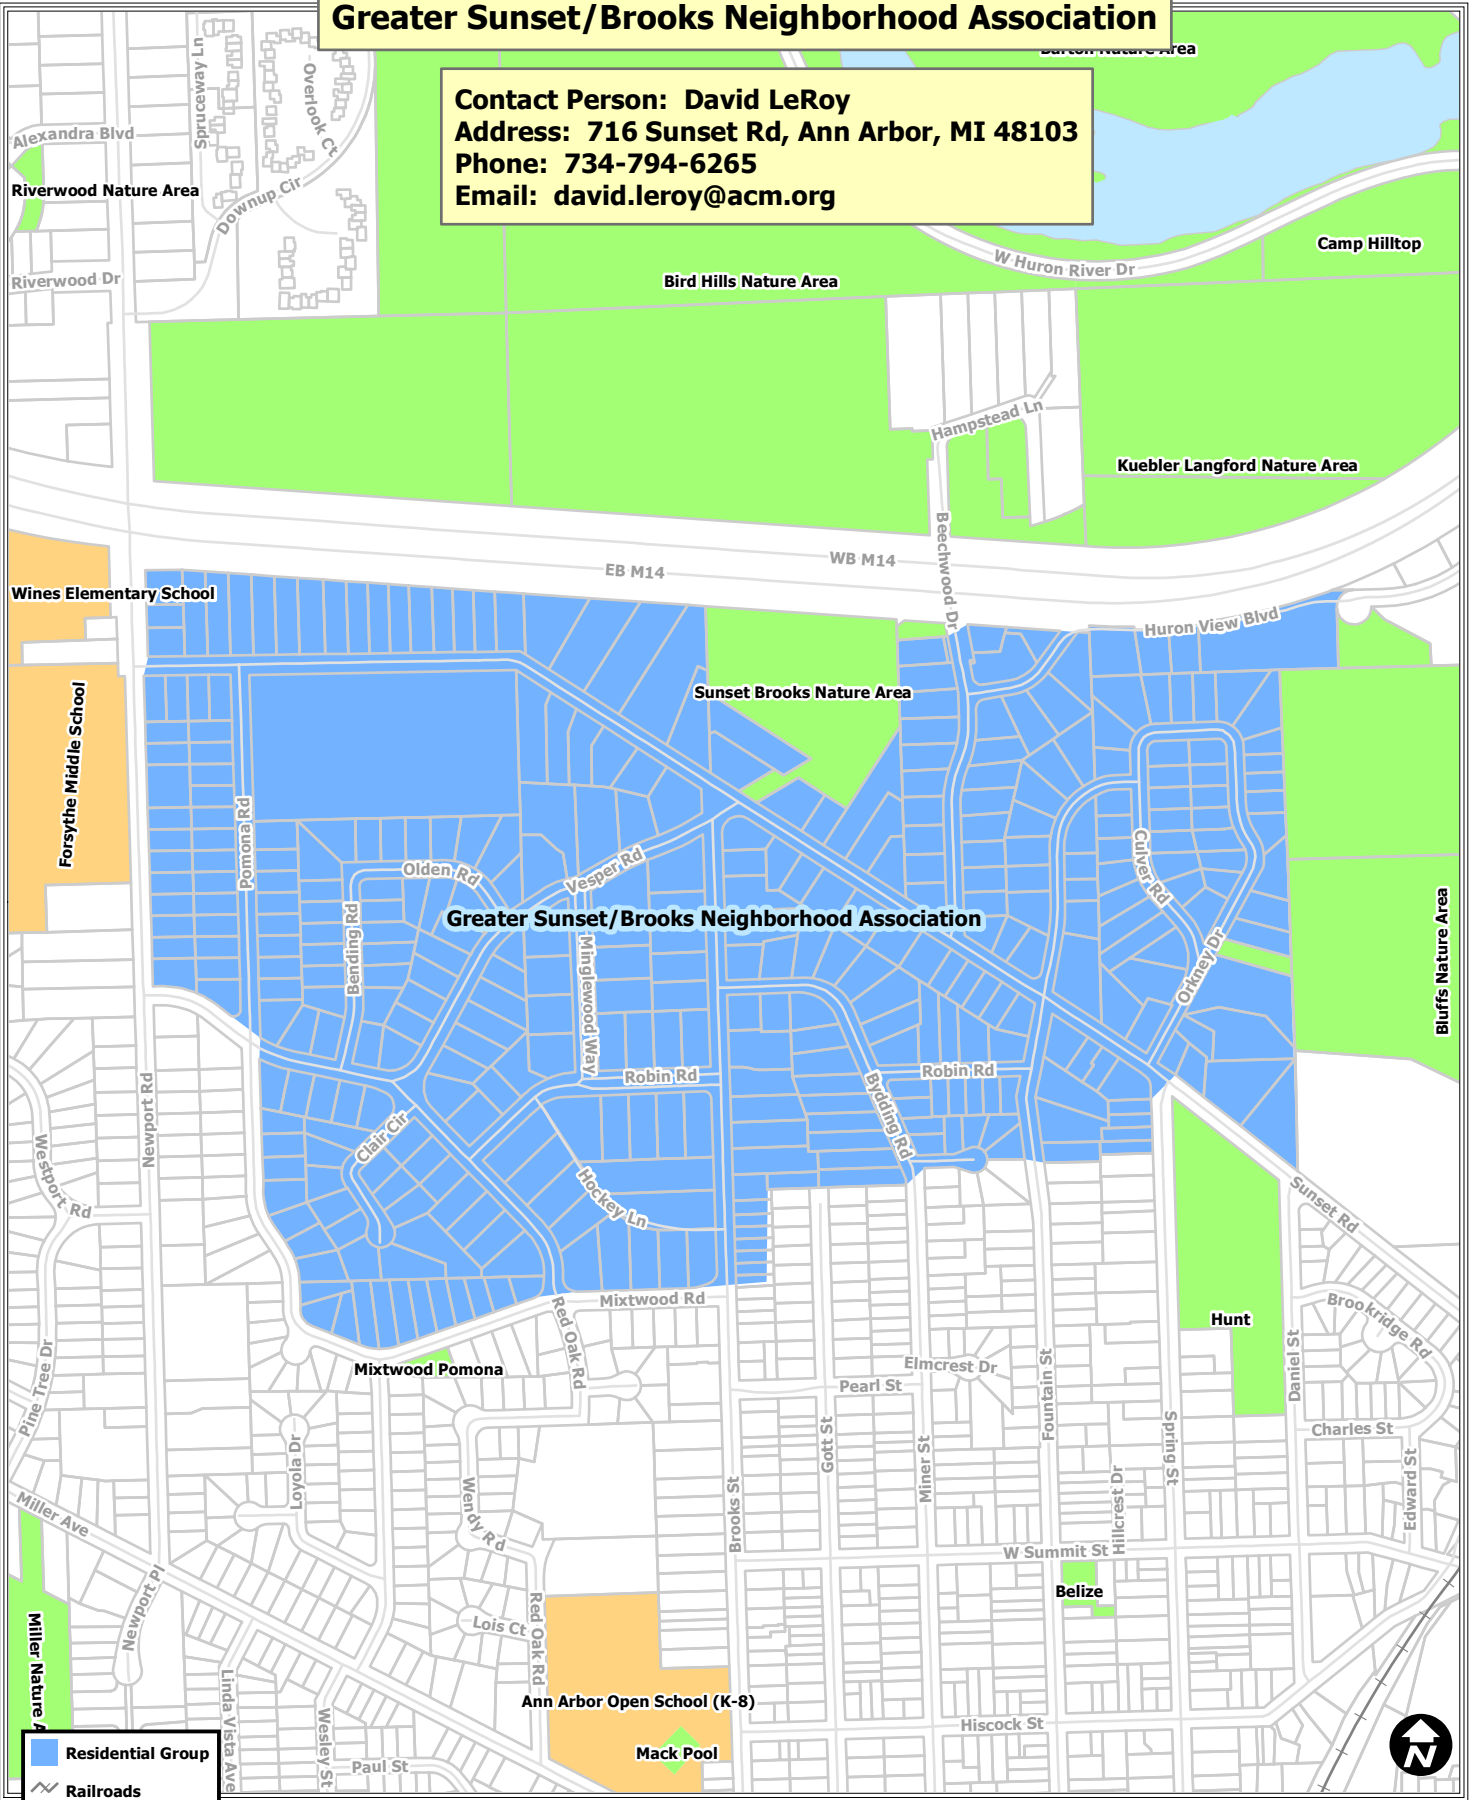 Greater Sunset/Brooks Neighborhood Association
Barton Nature Area
Contact Person: David LeRoy
Address: 716 Sunset Rd, Ann Arbor, MI 48103
Phone: 734-794-6265
Email: david.leroy@acm.org
Spruceway Ln
Overlook Ct
Alexandra Blvd
Riverwood Nature Area
Downup Cir
Riverwood Dr
Camp Hilltop
W Huron River Dr
Bird Hills Nature Area
Hampstead Ln
Kuebler Langford Nature Area
Beechwood Dr
WB M14
EB M14
Wines Elementary School
Huron View Blvd
Forsythe Middle School
Sunset Brooks Nature Area
Pomona Rd
Olden Rd
Vesper Rd
Culver Rd
Greater Sunset/Brooks Neighborhood Association
Bending Rd
Minglewood Way
Orkney Dr
Bluffs Nature Area
Robin Rd
Robin Rd
Newport Rd
Bydding Rd
Clair Cir
Westport Rd
Hockey Ln
Sunset Rd
Mixtwood Rd
Red Oak Rd
Hunt
Brookridge Rd
Mixtwood Pomona
Elmcrest Dr
Pearl St
Pine Tree Dr
Daniel St
Fountain St
Charles St
Gott St
Miner St
Spring St
Loyola Dr
Wendy Rd
Brooks St
Hillcrest Dr
Edward St
Miller Ave
W Summit St
Belize
Newport Pl
Lois Ct
Red Oak Rd
Miller Nature A
Linda Vista Ave
Wesley St
Ann Arbor Open School (K-8)
Hiscock St
Mack Pool
Paul St
Residential Group
Railroads
N